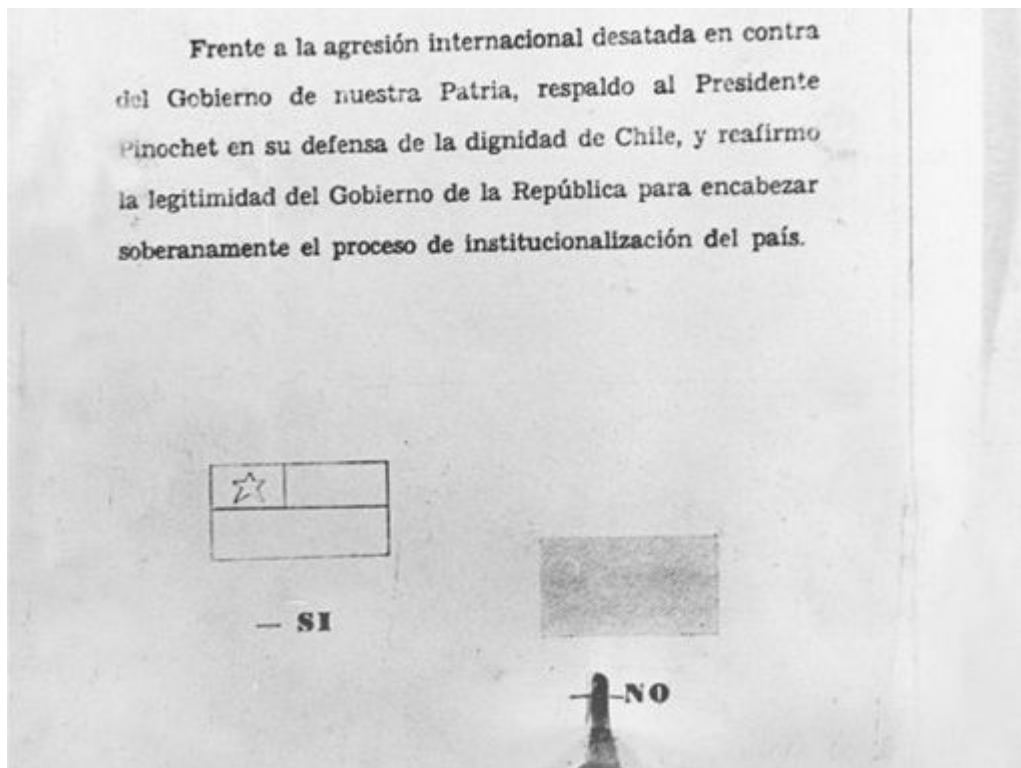 Frente a la agresión internacional desatada en contra
del Gobierno de nuestra Patria, respaldo al Presidente
Pinochet en su defensa de la dignidad de Chile, y reafirmo
la legitimidad del Gobierno de la República para encabezar
soberanamente el proceso de institucionalización del país.
— SI
— NO